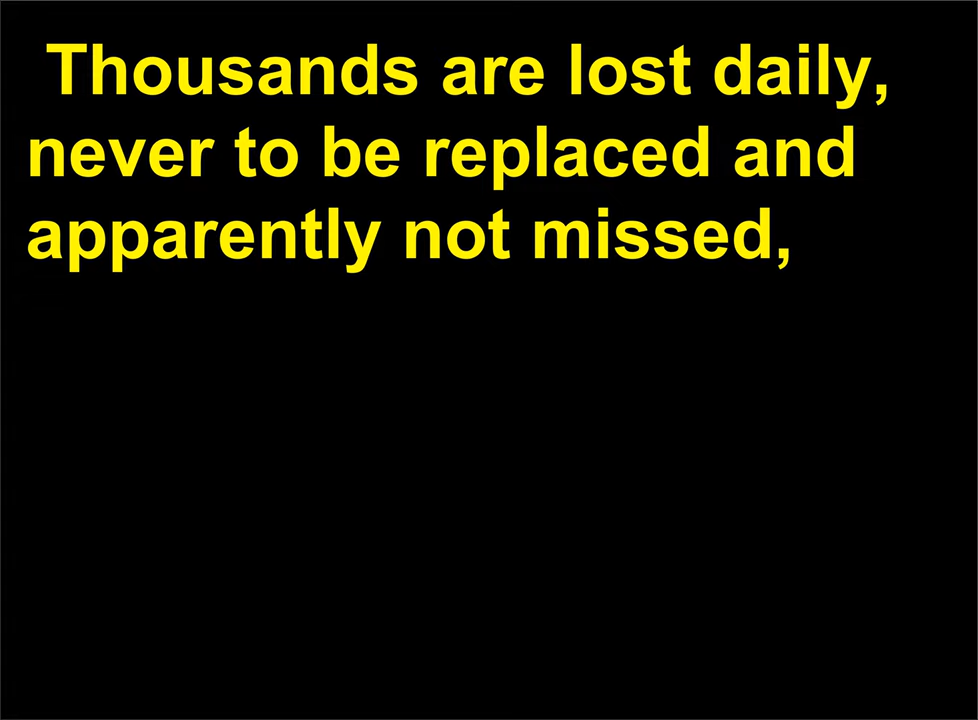 Thousands are lost daily,
never to be replaced and
apparently not missed,